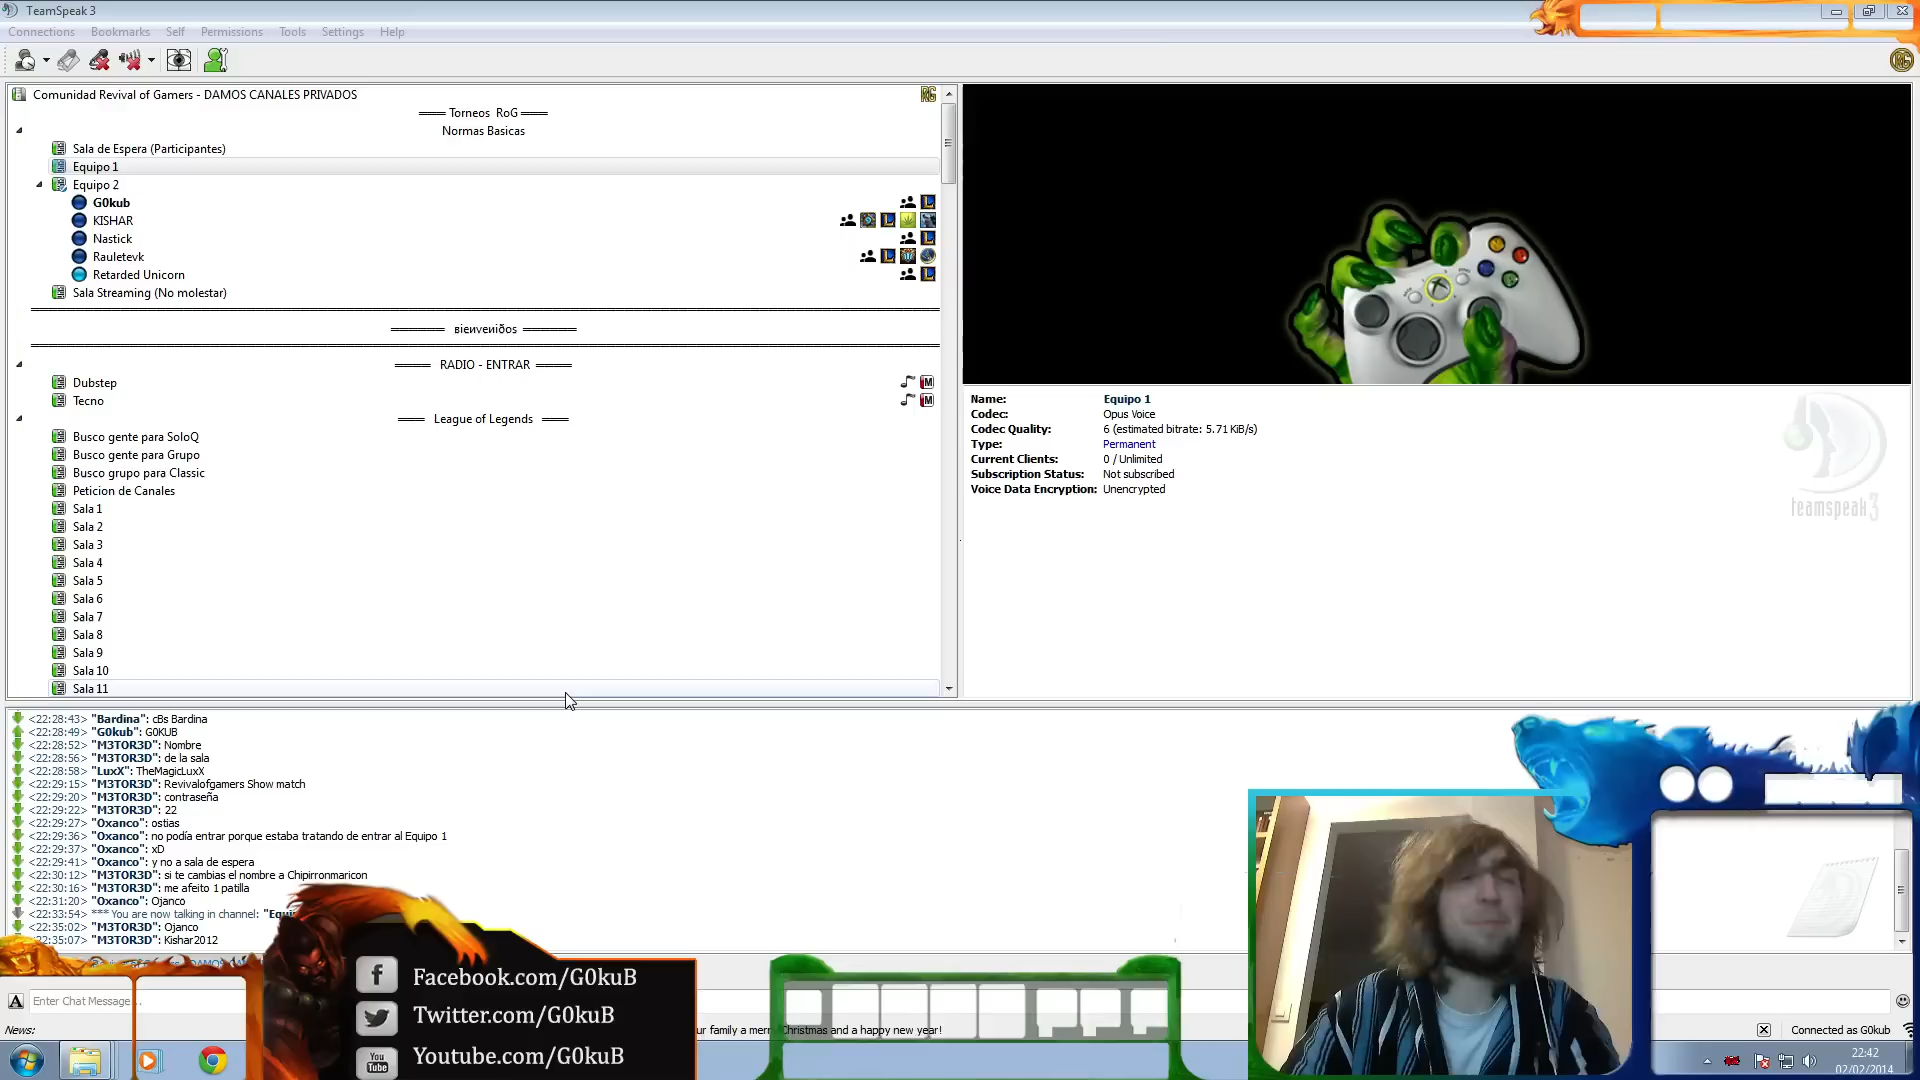 TeamSpeak 3
Connections Bookmarks Self Permissions Tools Settings Help
Comunidad Revival of Gamers - DAMOS CANALES PRIVADOS
Torneos RoG
Normas Basicas
Sala de Espera (Participantes)
Equipo 1
Equipo 2
G0kub
KISHAR
Nastick
Rauletevk
Retarded Unicorn
Sala Streaming (No molestar)
ʙienvenidos
RADIO - ENTRAR
Dubstep
Tecno
League of Legends
Busco gente para SoloQ
Busco gente para Grupo
Busco grupo para Classic
Peticion de Canales
Sala 1
Sala 2
Sala 3
Sala 4
Sala 5
Sala 6
Sala 7
Sala 8
Sala 9
Sala 10
Sala 11
Name: Equipo 1
Codec: Opus Voice
Codec Quality: 6 (estimated bitrate: 5.71 KiB/s)
Type: Permanent
Current Clients: 0 / Unlimited
Subscription Status: Not subscribed
Voice Data Encryption: Unencrypted
teamspeak 3
<22:28:43> "Bardina": cBs Bardina
<22:28:49> "G0kub": G0KUB
<22:28:52> "M3TOR3D": Nombre
<22:28:56> "M3TOR3D": de la sala
<22:28:58> "LuxX": TheMagicLuxX
<22:29:15> "M3TOR3D": Revivalofgamers Show match
<22:29:20> "M3TOR3D": contraseña
<22:29:22> "M3TOR3D": 22
<22:29:27> "Oxanco": ostias
<22:29:36> "Oxanco": no podía entrar porque estaba tratando de entrar al Equipo 1
<22:29:37> "Oxanco": xD
<22:29:41> "Oxanco": y no a sala de espera
<22:30:12> "M3TOR3D": si te cambias el nombre a Chipirronmaricon
<22:30:16> "M3TOR3D": me afeito 1 patilla
<22:31:20> "Oxanco": Ojanco
<22:33:54> *** You are now talking in channel: "Equi
<22:35:02> "M3TOR3D": Ojanco
22:35:07> "M3TOR3D": Kishar2012
Enter Chat Message...
News:
ur family a merry Christmas and a happy new year!
Connected as G0kub
Facebook.com/G0kuB
Twitter.com/G0kuB
You Tube Youtube.com/G0kuB
22:42
02/02/2014